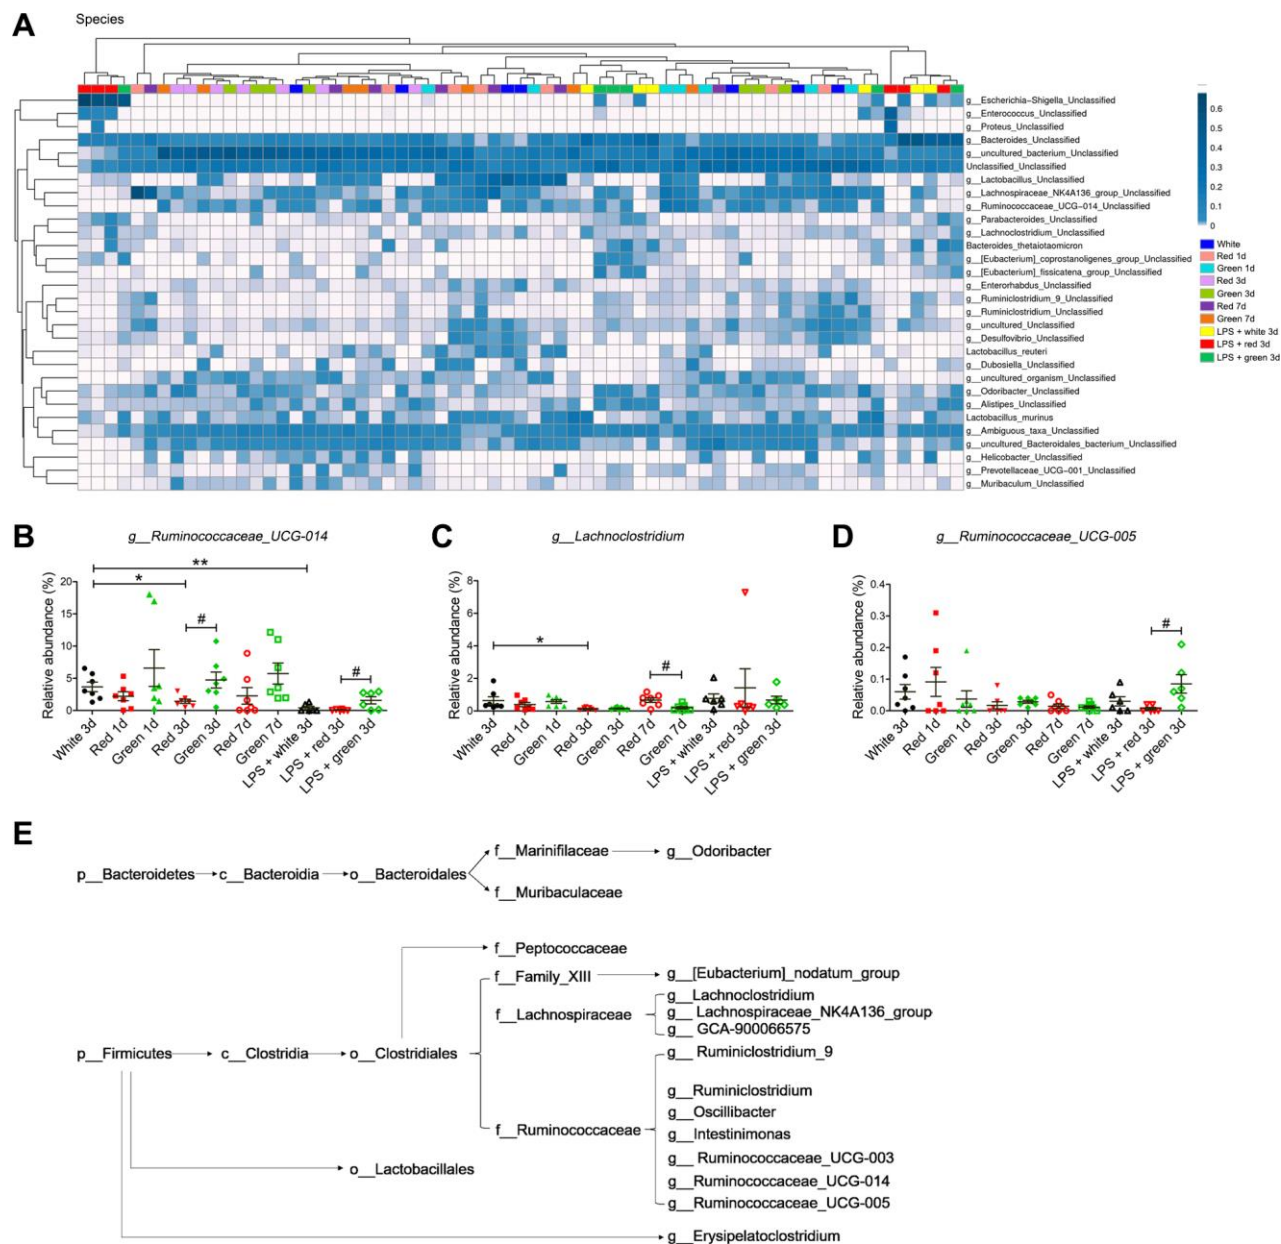 A
Species
g__Escherichia-Shigella_Unclassified
g__Enterococcus_Unclassified
g__Proteus_Unclassified
g__Bacteroides_Unclassified
g__uncultured_bacterium_Unclassified
Unclassified_Unclassified
g__Lactobacillus_Unclassified
g__Lachnospiraceae_NK4A136_group_Unclassified
g__Ruminococcaceae_UCG-014_Unclassified
g__Parabacteroides_Unclassified
g__Lachnoclostridium_Unclassified
Bacteroides_thetaiotaomicron
g__[Eubacterium]_coprostanoligenes_group_Unclassified
g__[Eubacterium]_fissicatena_group_Unclassified
g__Enterorhabdus_Unclassified
g__Ruminiclostridium_9_Unclassified
g__Ruminiclostridium_Unclassified
g__uncultured_Unclassified
g__Desulfovibrio_Unclassified
Lactobacillus_reuteri
g__Dubosiella_Unclassified
g__uncultured_organism_Unclassified
g__Odoribacter_Unclassified
g__Alistipes_Unclassified
Lactobacillus_murinus
g__Ambiguous_taxa_Unclassified
g__uncultured_Bacteroidales_bacterium_Unclassified
g__Helicobacter_Unclassified
g__Prevotellaceae_UCG-001_Unclassified
g__Muribaculum_Unclassified
0.6
0.5
0.4
0.3
0.2
0.1
0
White
Red 1d
Green 1d
Red 3d
Green 3d
Red 7d
Green 7d
LPS + white 3d
LPS + red 3d
LPS + green 3d
B
g__Ruminococcaceae_UCG-014
Relative abundance (%)
20
15
10
5
0
**
*
#
#
White 3d
Red 1d
Green 1d
Red 3d
Green 3d
Red 7d
Green 7d
LPS + white 3d
LPS + red 3d
LPS + green 3d
C
g__Lachnoclostridium
Relative abundance (%)
8
6
4
2
0
*
#
White 3d
Red 1d
Green 1d
Red 3d
Green 3d
Red 7d
Green 7d
LPS + white 3d
LPS + red 3d
LPS + green 3d
D
g__Ruminococcaceae_UCG-005
Relative abundance (%)
0.4
0.3
0.2
0.1
0.0
#
White 3d
Red 1d
Green 1d
Red 3d
Green 3d
Red 7d
Green 7d
LPS + white 3d
LPS + red 3d
LPS + green 3d
E
p__Bacteroidetes c__Bacteroidia o__Bacteroidales
f__Marinifilaceae g__Odoribacter
f__Muribaculaceae
f__Peptococcaceae
f__Family_XIII g__[Eubacterium]_nodatum_group
f__Lachnospiraceae
g__Lachnoclostridium
g__ Lachnospiraceae_NK4A136_group
g__ GCA-900066575
p__Firmicutes c__Clostridia o__Clostridiales
g__ Ruminiclostridium_9
g__Ruminiclostridium
g__Oscillibacter
f__Ruminococcaceae
g__Intestinimonas
g__ Ruminococcaceae_UCG-003
g__Ruminococcaceae_UCG-014
g__Ruminococcaceae_UCG-005
o__Lactobacillales
g__Erysipelatoclostridium